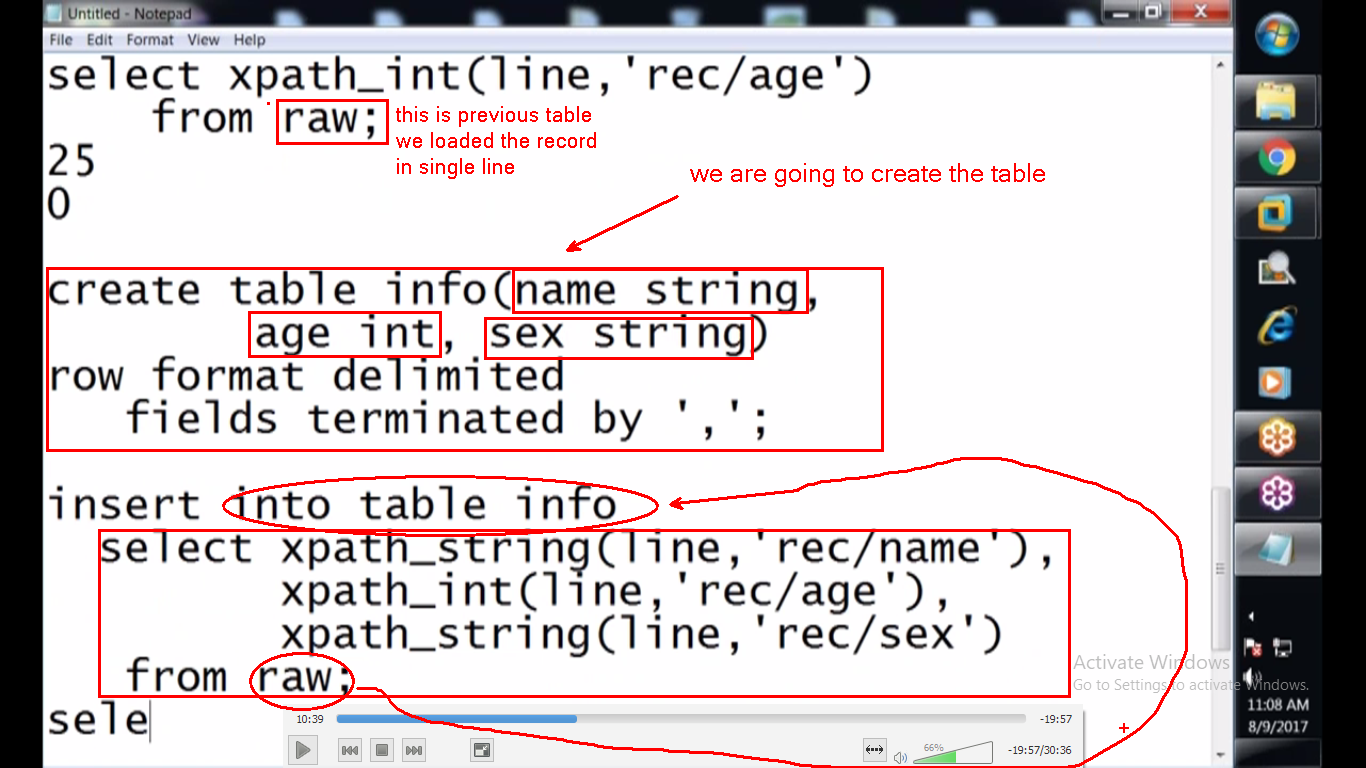 Untitled - Notepad
File Edit Format View Help
select xpath_int(line,'rec/age')
from raw;
this is previous table
we loaded the record
in single line
25
0
we are going to create the table
create table info(name string,
age int, sex string)
row format delimited
fields terminated by ',';
insert into table info
select xpath_string(line,'rec/name'),
xpath_int(line,'rec/age'),
xpath_string(line,'rec/sex')
from raw;
sele
Activate Windows
Go to Settings to activate Windows.
11:08 AM
8/9/2017
10:39
-19:57
66%
-19:57/30:36